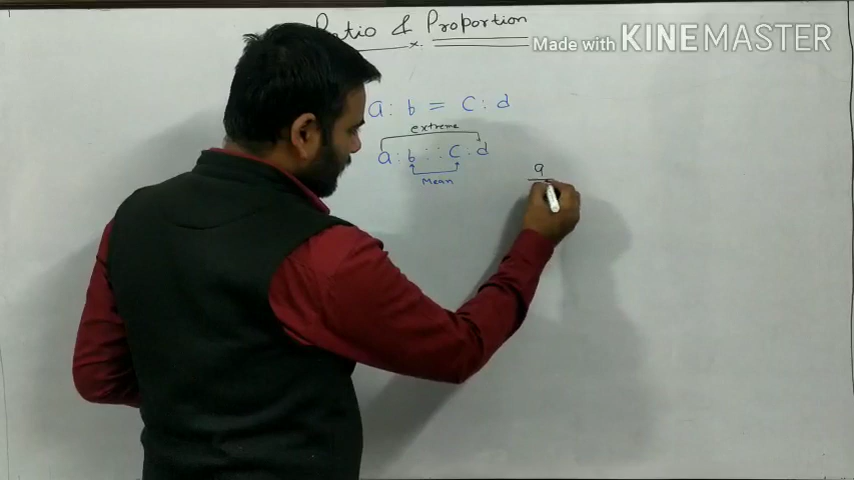 Ratio & Proportion
Made with KINEMASTER
a : b = c : d
extreme
a : b :: c : d
Mean
a